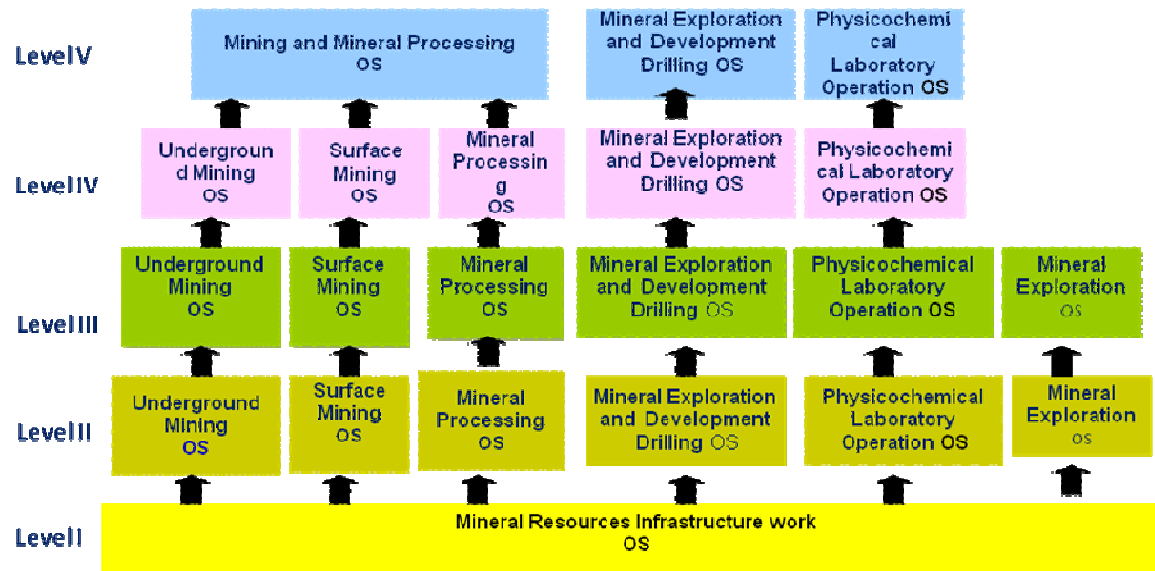 Level V
Mining and Mineral Processing
OS
Mineral Exploration
and Development
Drilling OS
Physicochemi
cal
Laboratory
Operation OS
Level IV
Undergroun
d Mining
OS
Surface
Mining
OS
Mineral
Processin
g
OS
Mineral Exploration
and Development
Drilling OS
Physicochemi
cal Laboratory
Operation OS
Level III
Underground
Mining
OS
Surface
Mining
OS
Mineral
Processing
OS
Mineral Exploration
and Development
Drilling OS
Physicochemical
Laboratory
Operation OS
Mineral
Exploration
OS
Level II
Underground
Mining
OS
Surface
Mining
OS
Mineral
Processing
OS
Mineral Exploration
and Development
Drilling OS
Physicochemical
Laboratory
Operation OS
Mineral
Exploration
OS
Level I
Mineral Resources Infrastructure work
OS